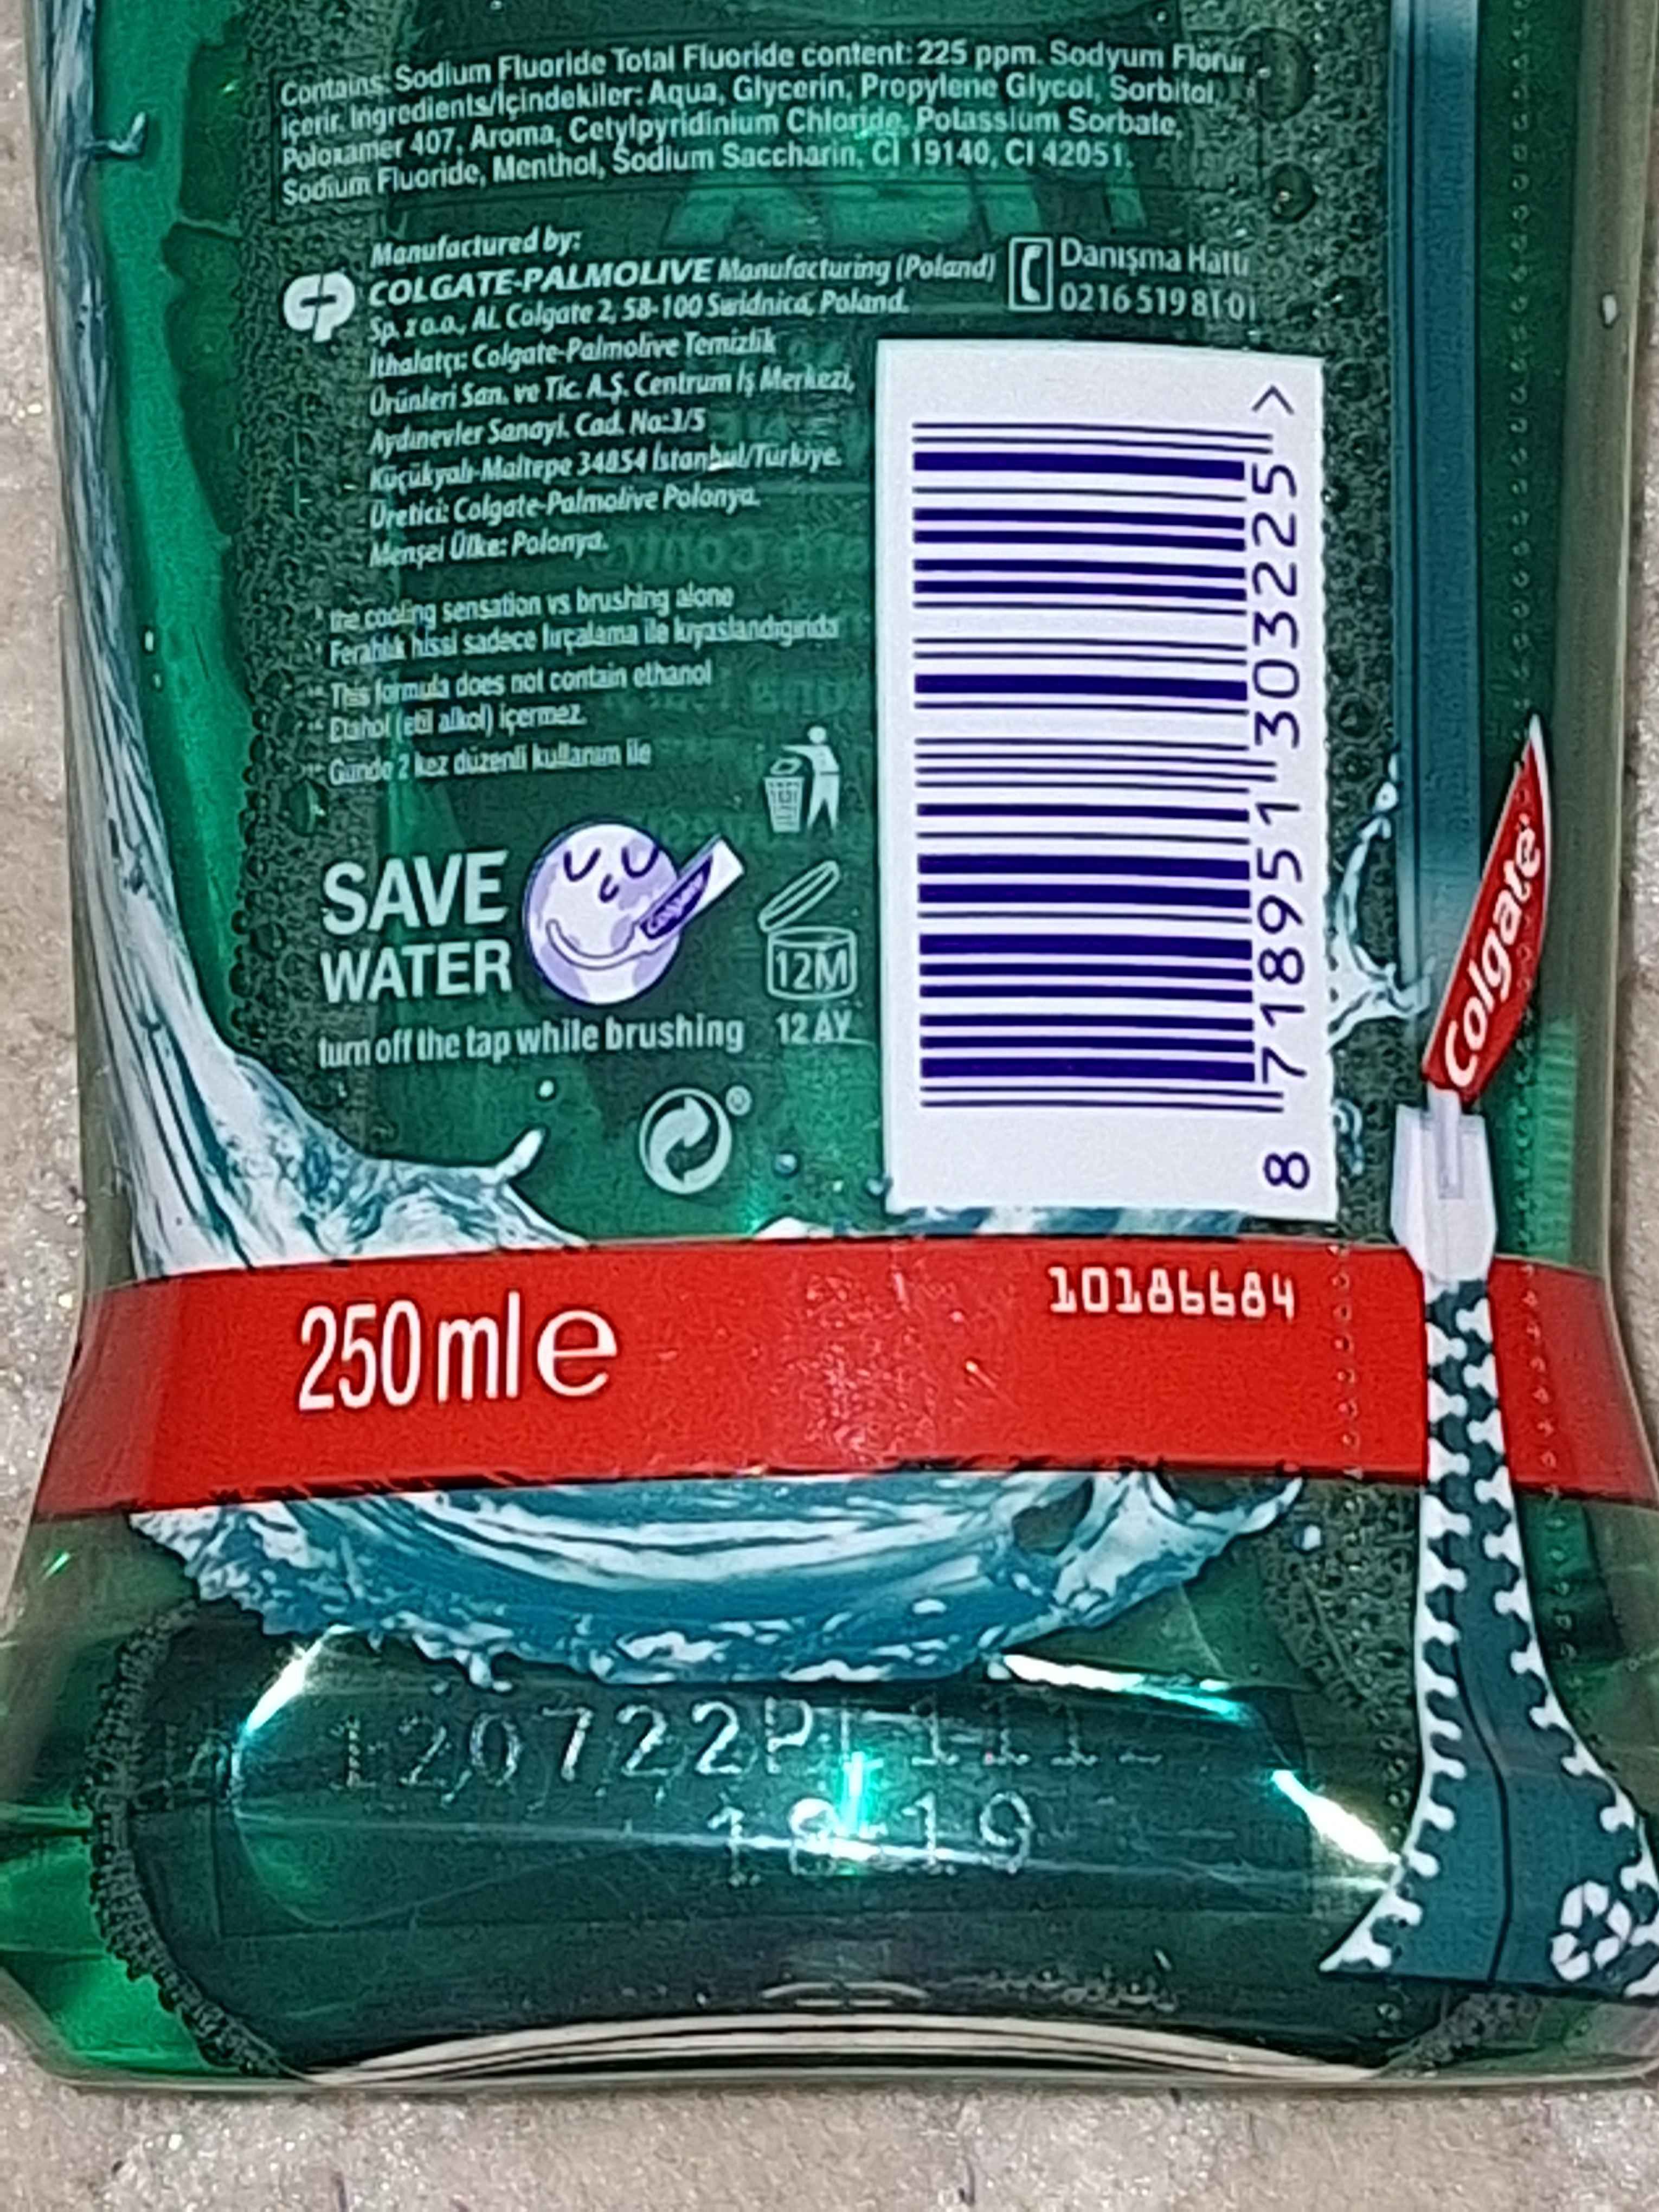 Contains: Sodium Fluoride Total Fluoride content: 225 ppm. Sodyum Florür
içerir. Ingredients/İçindekiler: Aqua, Glycerin, Propylene Glycol, Sorbitol,
Poloxamer 407, Aroma, Cetylpyridinium Chloride, Potassium Sorbate,
Sodium Fluoride, Menthol, Sodium Saccharin, CI 19140, CI 42051.
Manufactured by:
COLGATE-PALMOLIVE Manufacturing (Poland)
Sp. z o.o., Al. Colgate 2, 58-100 Swidnica, Poland.
İthalatçı: Colgate-Palmolive Temizlik
Ürünleri San. ve Tic. A.Ş. Centrum İş Merkezi,
Aydınevler Sanayi. Cad. No:3/5
Küçükyalı-Maltepe 34854 İstanbul/Türkiye.
Üretici: Colgate-Palmolive Polonya.
Menşei Ülke: Polonya.
Danışma Hattı
0216 519 81 01
* the cooling sensation vs brushing alone
* Ferahlık hissi sadece fırçalama ile kıyaslandığında
** This formula does not contain ethanol
** Etahol (etil alkol) içermez.
*** Günde 2 kez düzenli kullanım ile
SAVE
WATER
turn off the tap while brushing
Colgate
12M
12 AY
8 718951 303225 >
Colgate
250 ml e
10186684
120722PL111
18:19